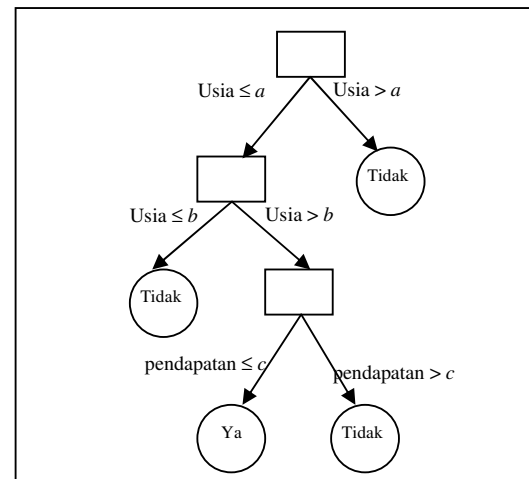 Usia ≤ a
Usia > a
Tidak
Usia ≤ b
Usia > b
Tidak
pendapatan ≤ c
pendapatan > c
Ya
Tidak